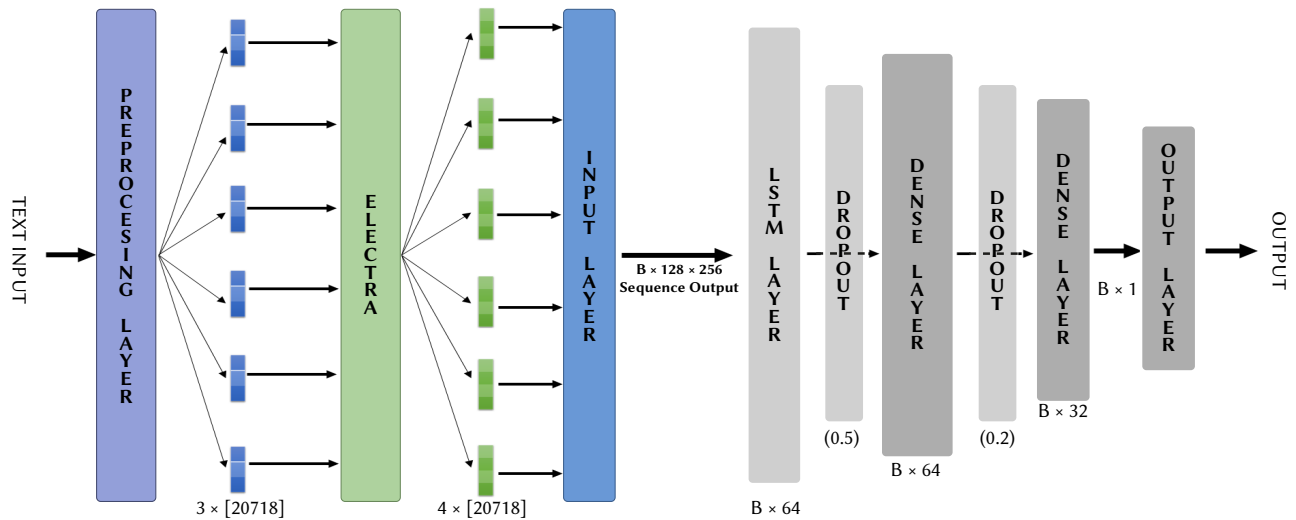 TEXT INPUT
PREPROCESING LAYER
3 × [20718]
ELECTRA
4 × [20718]
INPUT LAYER
B × 128 × 256
Sequence Output
LSTM LAYER
B × 64
DROPOUT
(0.5)
DENSE LAYER
B × 64
DROPOUT
(0.2)
DENSE LAYER
B × 32
B × 1
OUTPUT LAYER
OUTPUT